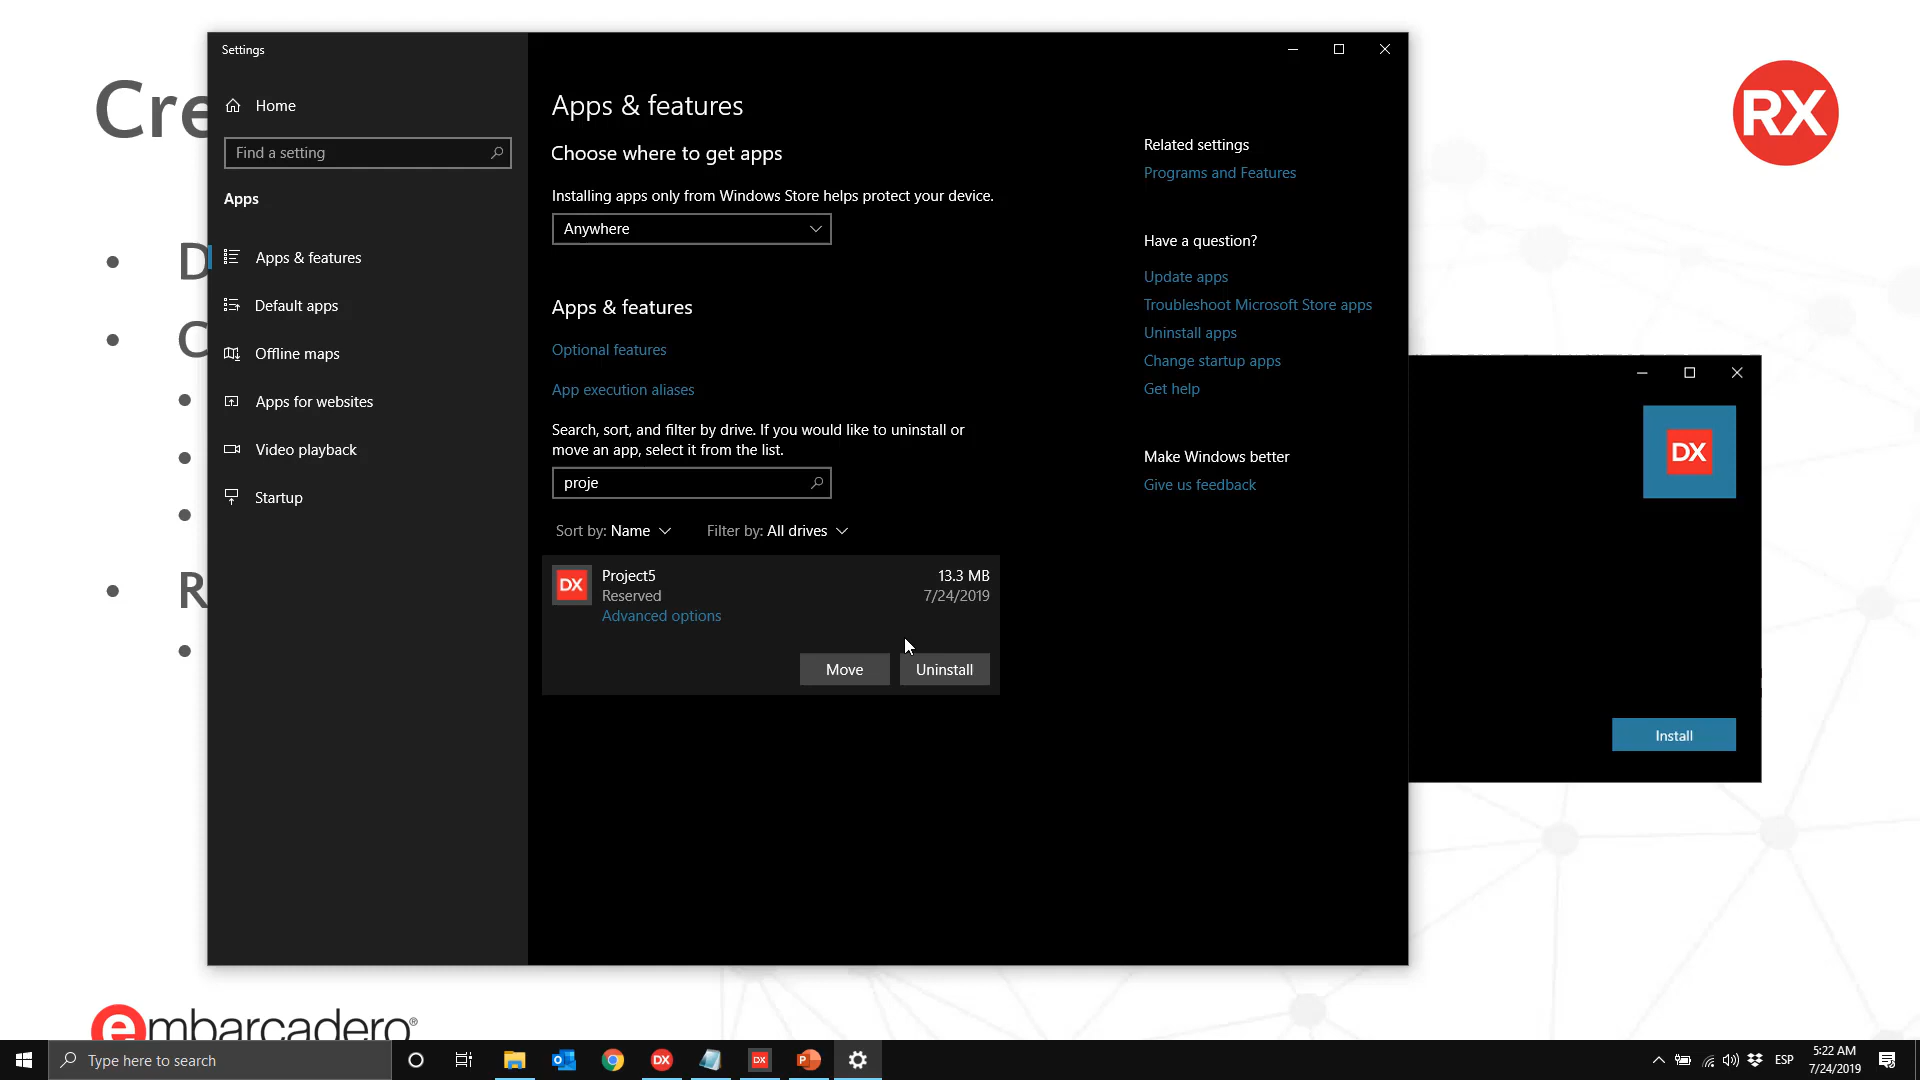 Settings
Cre
RX
Home
Find a setting
Apps
Apps & features
Default apps
Offline maps
Apps for websites
Video playback
Startup
D
C
R
Apps & features
Choose where to get apps
Installing apps only from Windows Store helps protect your device.
Anywhere
Apps & features
Optional features
App execution aliases
Search, sort, and filter by drive. If you would like to uninstall or
move an app, select it from the list.
proje
Sort by: Name
Filter by: All drives
DX
Project5
13.3 MB
Reserved
7/24/2019
Advanced options
Move
Uninstall
Related settings
Programs and Features
Have a question?
Update apps
Troubleshoot Microsoft Store apps
Uninstall apps
Change startup apps
Get help
Make Windows better
Give us feedback
DX
Install
embarcadero®
Type here to search
DX
DX
ESP
5:22 AM
7/24/2019